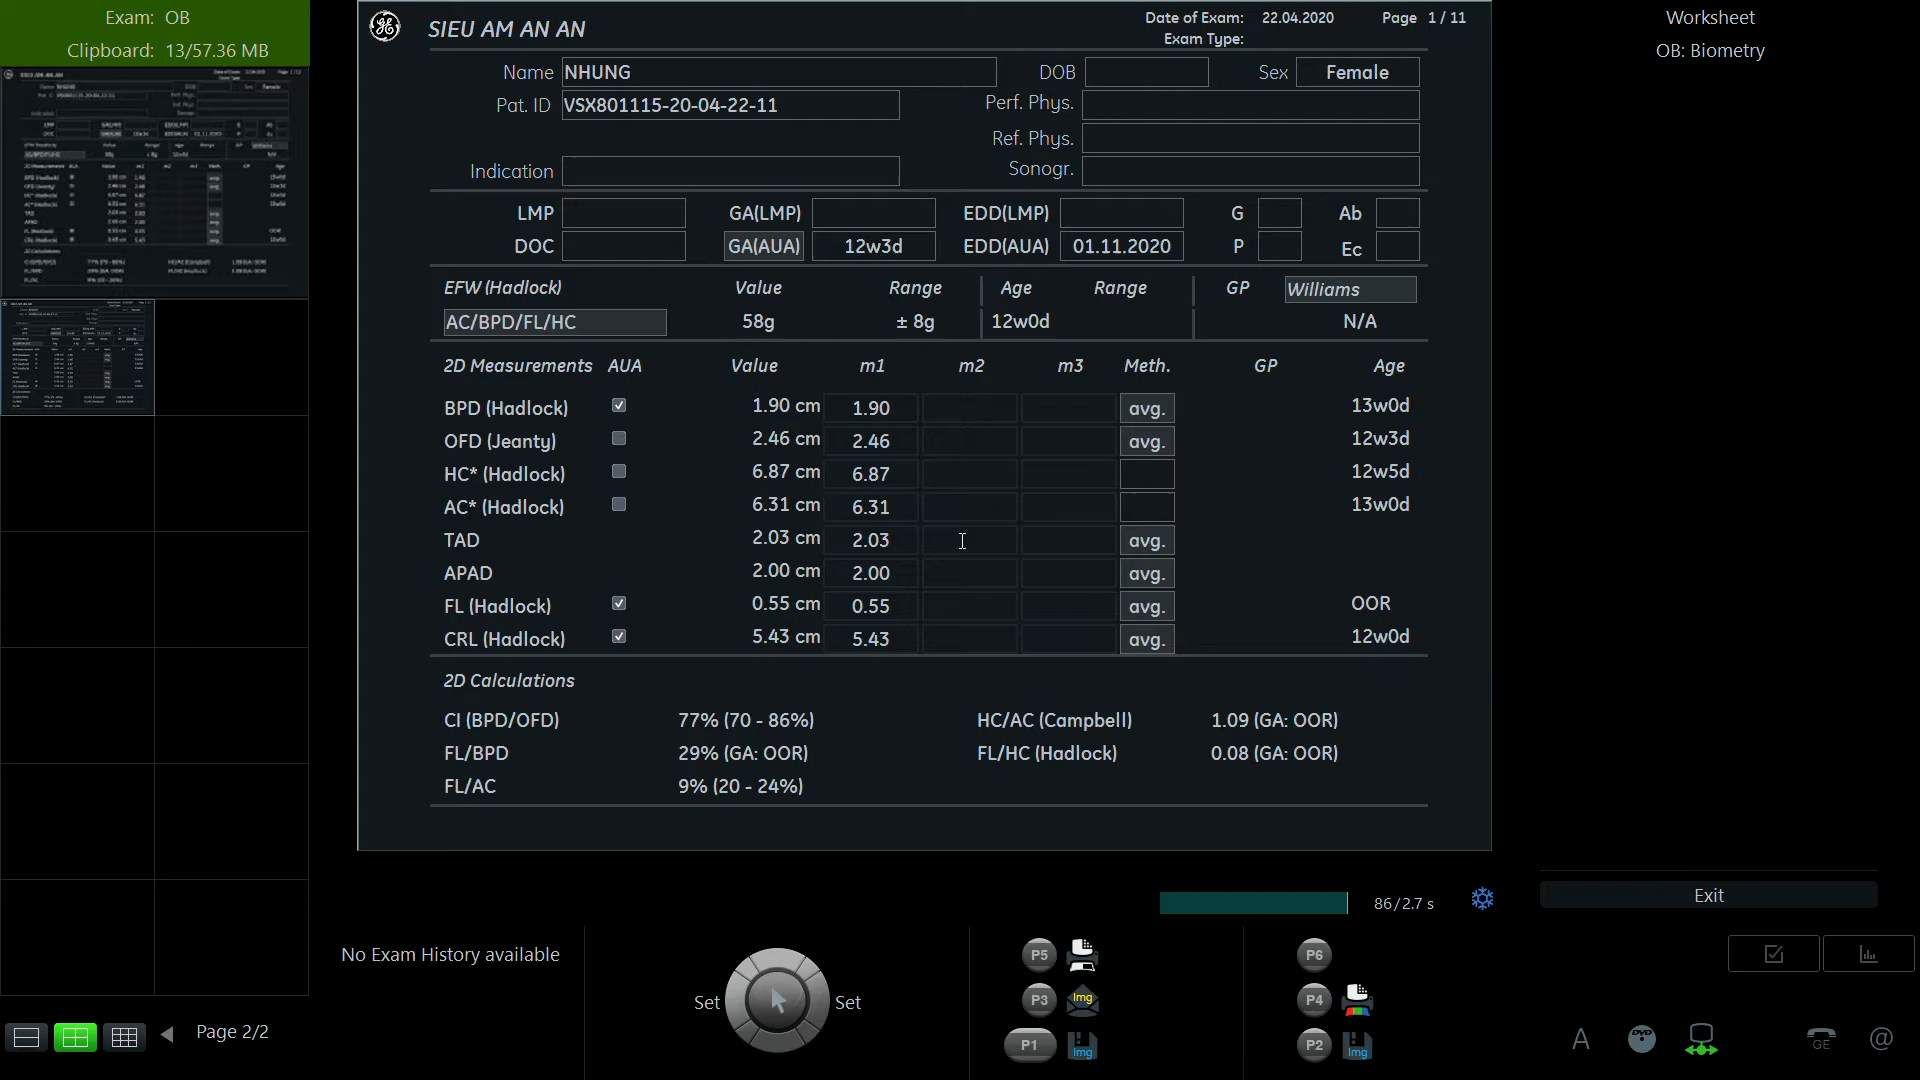 Exam: OB
Clipboard: 13/57.36 MB
SIEU AM AN AN
Date of Exam: 22.04.2020 Page 1 / 11
Exam Type:
Worksheet
OB: Biometry
Name NHUNG DOB Sex Female
Pat. ID VSX801115-20-04-22-11 Perf. Phys.
Ref. Phys.
Indication Sonogr.
LMP GA(LMP) EDD(LMP) G Ab
DOC GA(AUA) 12w3d EDD(AUA) 01.11.2020 P Ec
EFW (Hadlock) Value Range Age Range GP Williams
AC/BPD/FL/HC 58g ± 8g 12w0d N/A
2D Measurements AUA Value m1 m2 m3 Meth. GP Age
BPD (Hadlock) 1.90 cm 1.90 avg. 13w0d
OFD (Jeanty) 2.46 cm 2.46 avg. 12w3d
HC* (Hadlock) 6.87 cm 6.87 12w5d
AC* (Hadlock) 6.31 cm 6.31 13w0d
TAD 2.03 cm 2.03 avg.
APAD 2.00 cm 2.00 avg.
FL (Hadlock) 0.55 cm 0.55 avg. OOR
CRL (Hadlock) 5.43 cm 5.43 avg. 12w0d
2D Calculations
CI (BPD/OFD) 77% (70 - 86%) HC/AC (Campbell) 1.09 (GA: OOR)
FL/BPD 29% (GA: OOR) FL/HC (Hadlock) 0.08 (GA: OOR)
FL/AC 9% (20 - 24%)
86/2.7 s
Exit
No Exam History available
Set Set
P5
P3 Img
P1 Img
P6
P4
P2 Img
Page 2/2
A DVD GE @